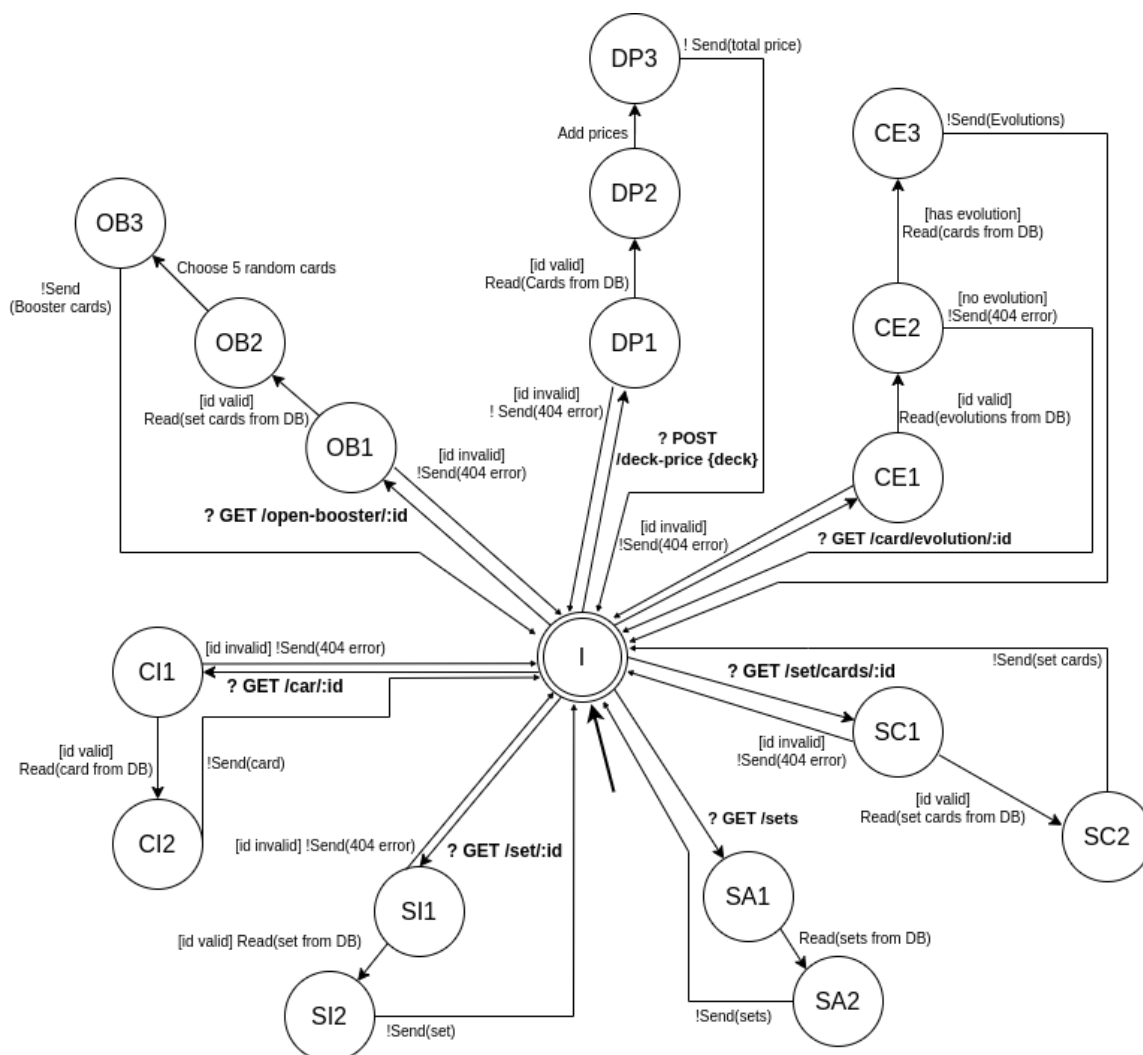 DP3
! Send(total price)
Add prices
DP2
[id valid]
Read(Cards from DB)
DP1
[id invalid]
! Send(404 error)
? POST
/deck-price {deck}
CE3
!Send(Evolutions)
[has evolution]
Read(cards from DB)
CE2
[no evolution]
!Send(404 error)
[id valid]
Read(evolutions from DB)
CE1
[id invalid]
!Send(404 error)
? GET /card/evolution/:id
OB3
!Send
(Booster cards)
Choose 5 random cards
OB2
[id valid]
Read(set cards from DB)
OB1
[id invalid]
!Send(404 error)
? GET /open-booster/:id
I
CI1
[id invalid] !Send(404 error)
? GET /car/:id
[id valid]
Read(card from DB)
!Send(card)
CI2
[id invalid] !Send(404 error)
? GET /set/:id
SI1
[id valid] Read(set from DB)
SI2
!Send(set)
? GET /sets
SA1
Read(sets from DB)
SA2
!Send(sets)
? GET /set/cards/:id
!Send(set cards)
SC1
[id invalid]
!Send(404 error)
[id valid]
Read(set cards from DB)
SC2